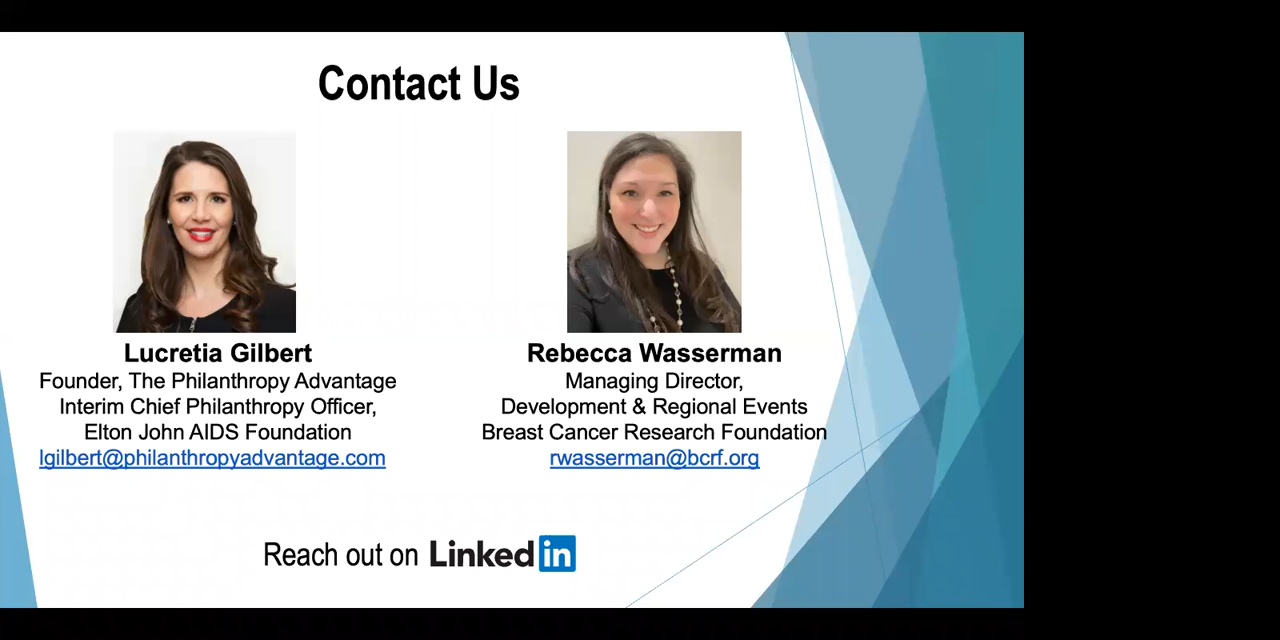 Contact Us
Lucretia Gilbert
Founder, The Philanthropy Advantage
Interim Chief Philanthropy Officer,
Elton John AIDS Foundation
lgilbert@philanthropyadvantage.com
Rebecca Wasserman
Managing Director,
Development & Regional Events
Breast Cancer Research Foundation
rwasserman@bcrf.org
Reach out on Linkedin